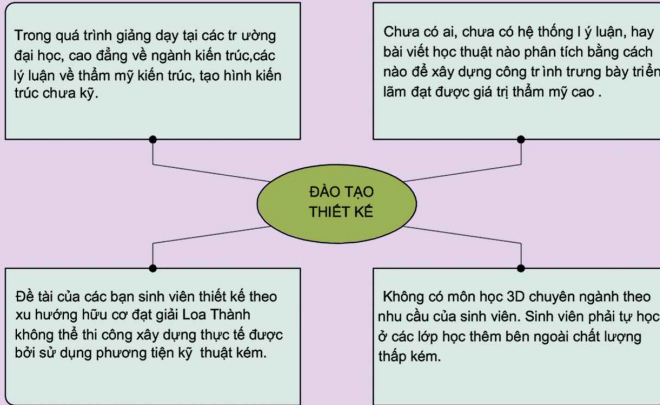 Trong quá trình giảng dạy tại các tr ường
đại học, cao đẳng về ngành kiến trúc,các
lý luận về thẩm mỹ kiến trúc, tạo hình kiến
trúc chưa kỹ.
Chưa có ai, chưa có hệ thống l ý luận, hay
bài viết học thuật nào phân tích bằng cách
nào để xây dựng công tr ình trưng bày triển
lãm đạt được giá trị thẩm mỹ cao .
ĐÀO TẠO
THIẾT KẾ
Đề tài của các bạn sinh viên thiết kế theo
xu hướng hữu cơ đạt giải Loa Thành
không thể thi công xây dựng thực tế được
bởi sử dụng phương tiện kỹ thuật kém.
Không có môn học 3D chuyên ngành theo
nhu cầu của sinh viên. Sinh viên phải tự học
ở các lớp học thêm bên ngoài chất lượng
thấp kém.